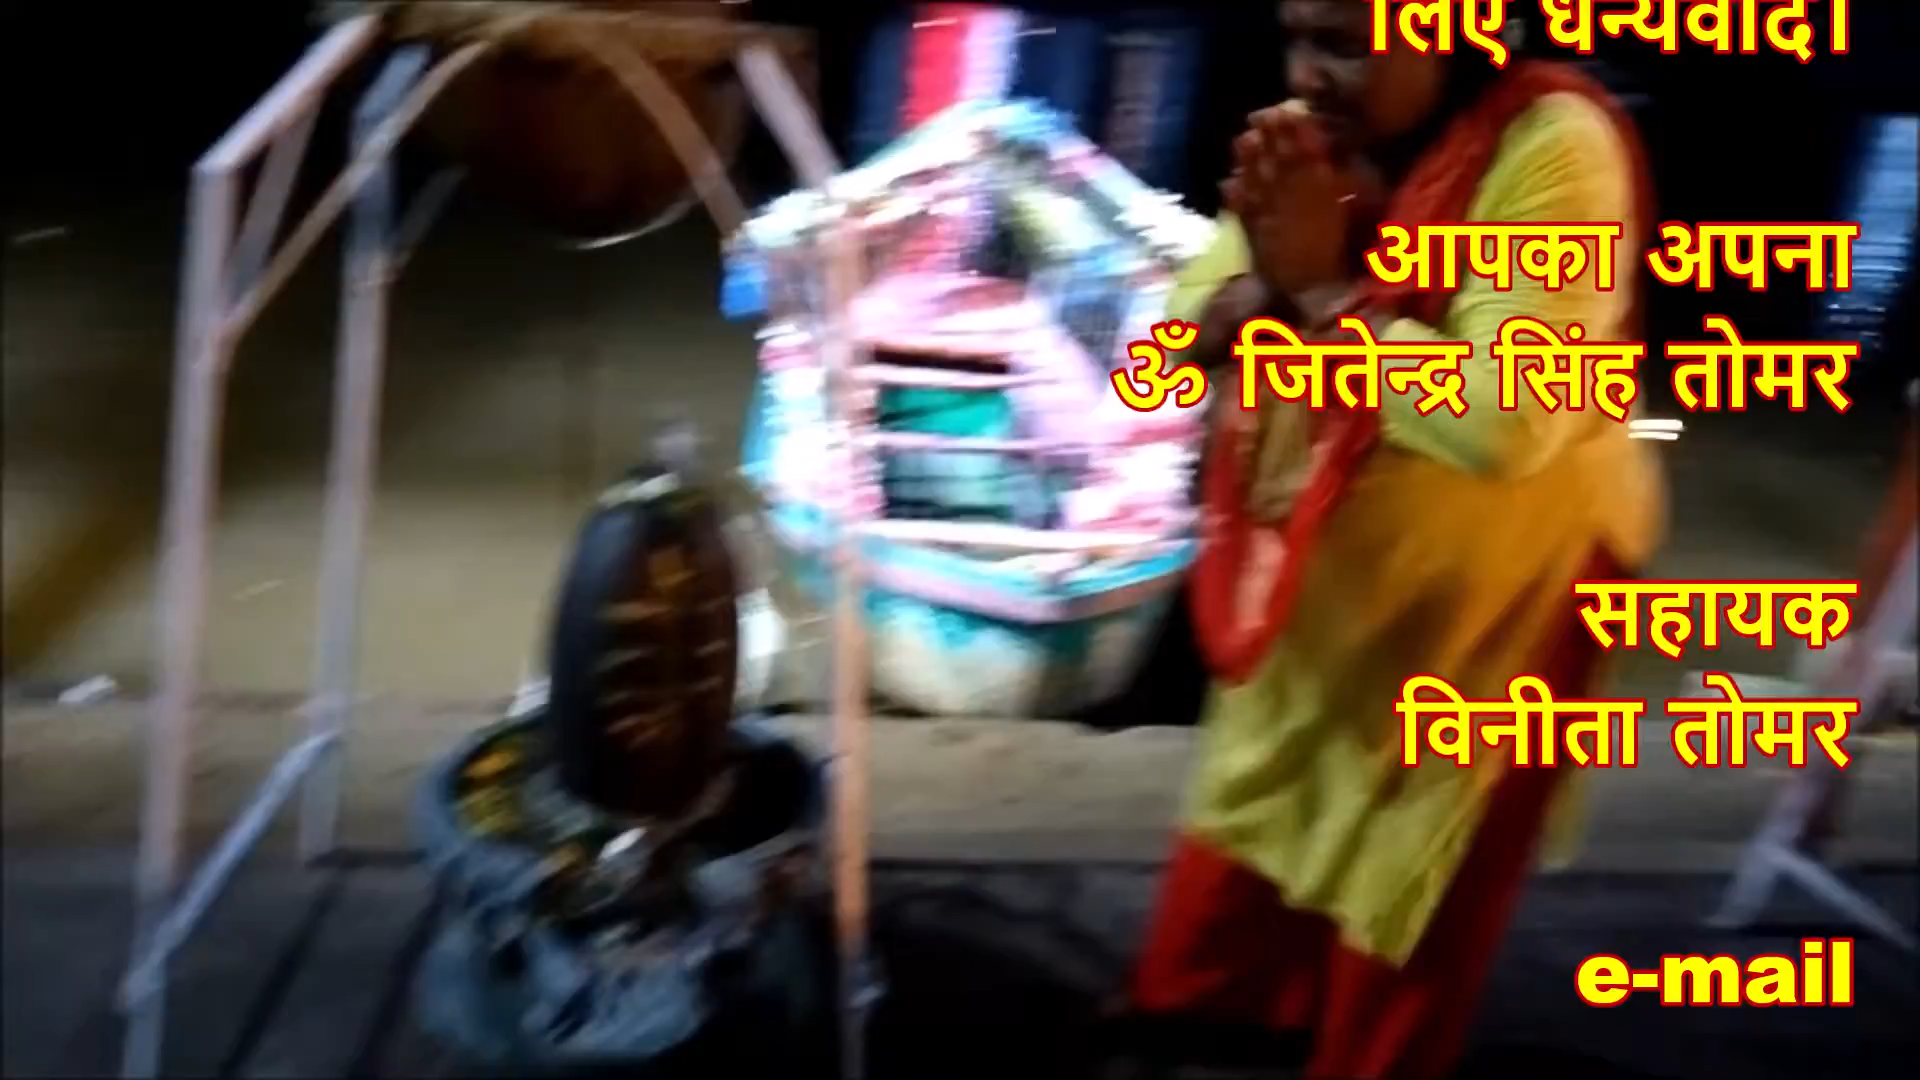 लिए धन्यवाद।
आपका अपना
ॐ जितेन्द्र सिंह तोमर
सहायक
विनीता तोमर
e-mail